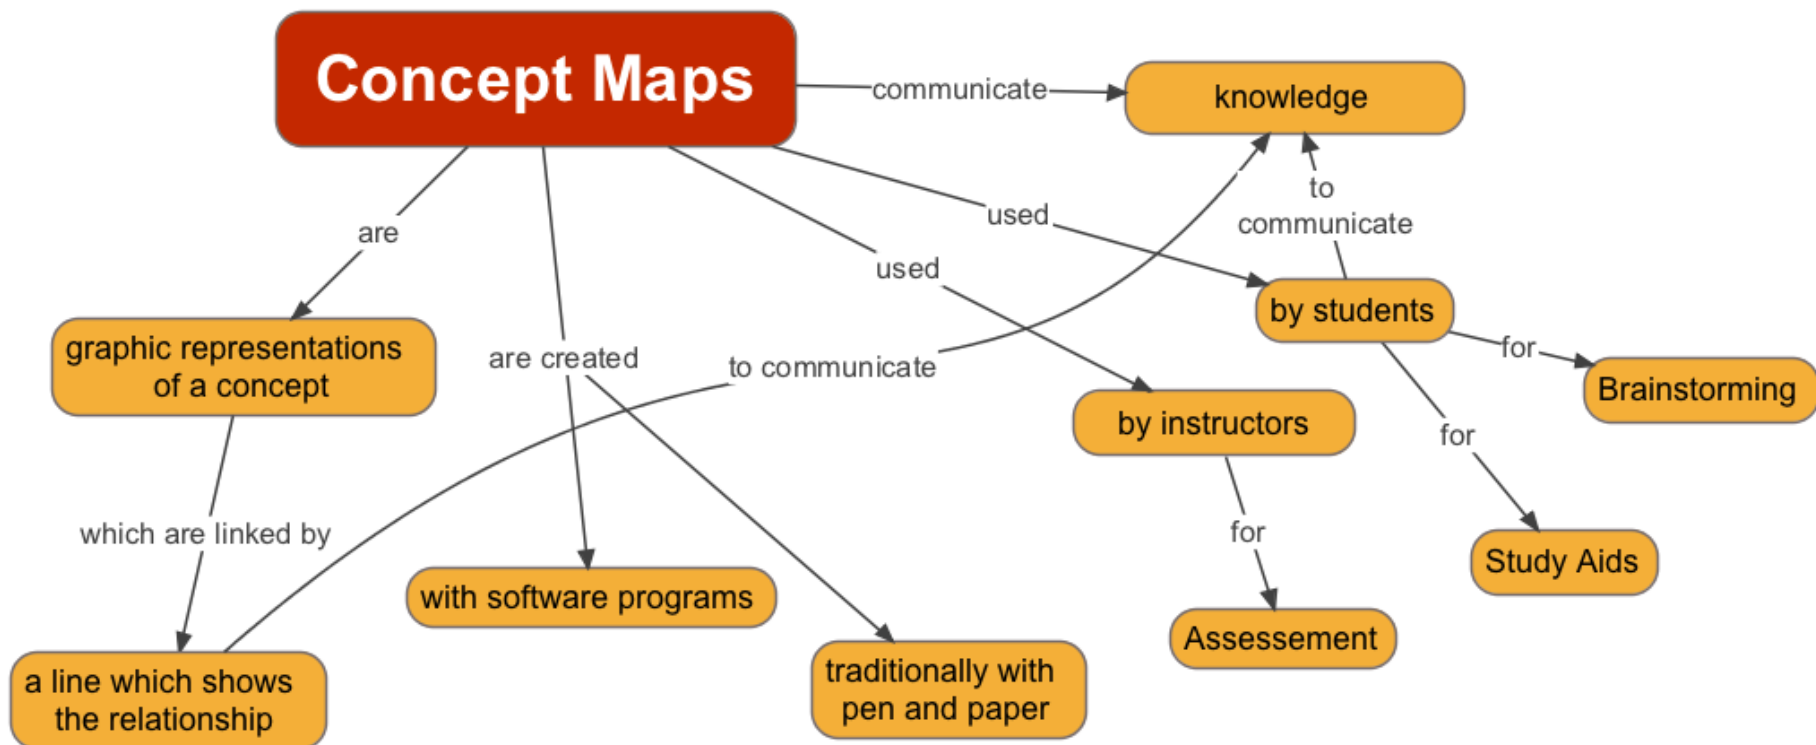 Concept Maps
communicate
knowledge
to
communicate
used
are
used
by students
for
graphic representations
of a concept
are created
to communicate
Brainstorming
by instructors
for
which are linked by
for
Study Aids
with software programs
Assessement
a line which shows
the relationship
traditionally with
pen and paper